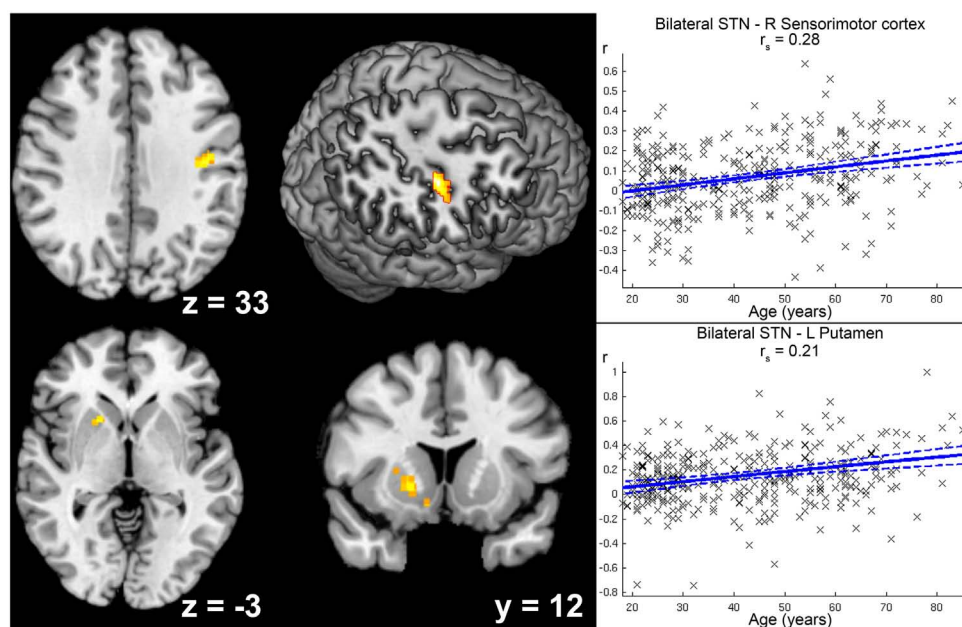 z = 33
z = -3
y = 12
Bilateral STN - R Sensorimotor cortex
r
r_s = 0.28
0.6
0.5
0.4
0.3
0.2
0.1
0
-0.1
-0.2
-0.3
-0.4
20 30 40 50 60 70 80
Age (years)
Bilateral STN - L Putamen
r
r_s = 0.21
1
0.8
0.6
0.4
0.2
0
-0.2
-0.4
-0.6
-0.8
20 30 40 50 60 70 80
Age (years)